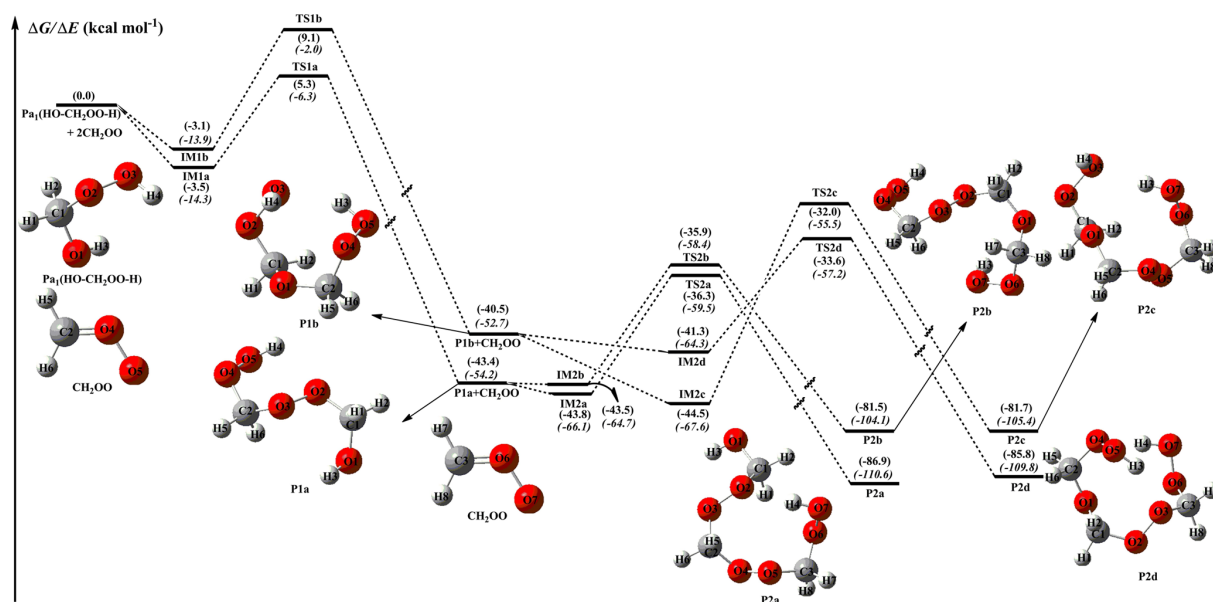 ΔG/ΔE (kcal mol⁻¹)
TS1b
(9.1)
(-2.0)
TS1a
(5.3)
(-6.3)
(0.0)
Pa₁(HO-CH₂OO-H)
+ 2CH₂OO
(-3.1)
(-13.9)
IM1b
IM1a
(-3.5)
(-14.3)
H2
O2
O3
H4
H1
C1
O1
H3
Pa₁(HO-CH₂OO-H)
H5
C2
O4
H6
O5
CH₂OO
O3
H4
H3
O2
O5
O4
C1
H2
H1
O1
C2
H6
H5
P1b
O5
H4
O4
C2
O3
O2
H1
H2
H5
H6
C1
O1
H3
P1a
(-40.5)
(-52.7)
P1b+CH₂OO
(-43.4)
(-54.2)
P1a+CH₂OO
H7
C3
O6
H8
O7
CH₂OO
IM2b
IM2a
(-43.8)
(-66.1)
(-43.5)
(-64.7)
(-35.9)
(-58.4)
TS2b
TS2a
(-36.3)
(-59.5)
(-41.3)
(-64.3)
IM2d
IM2c
(-44.5)
(-67.6)
TS2c
(-32.0)
(-55.5)
TS2d
(-33.6)
(-57.2)
(-81.5)
(-104.1)
P2b
(-86.9)
(-110.6)
P2a
(-81.7)
(-105.4)
P2c
(-85.8)
(-109.8)
P2d
O1
H3
C1
H2
O2
H1
O3
H4
O7
O6
H5
C2
H6
O4
O5
C3
H7
H8
P2a
H4
O5
O4
O3
O2
H1
H2
C1
C2
H5
H6
O1
H7
C3
H8
H3
O7
O6
P2b
H4
O3
H3
O7
O2
O6
C1
H2
O1
H1
C3
H8
H5
C2
O4
O5
H6
P2c
O4
O5
O7
H4
H3
H5
C2
H6
O6
O1
O3
C3
H2
C1
H8
O2
H1
P2d